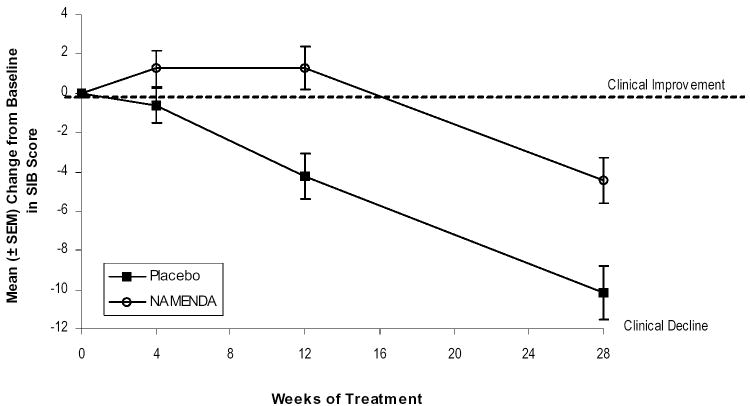 Mean (± SEM) Change from Baseline
in SIB Score
4
2
0
-2
-4
-6
-8
-10
-12
Clinical Improvement
Placebo
NAMENDA
Clinical Decline
0
4
8
12
16
20
24
28
Weeks of Treatment